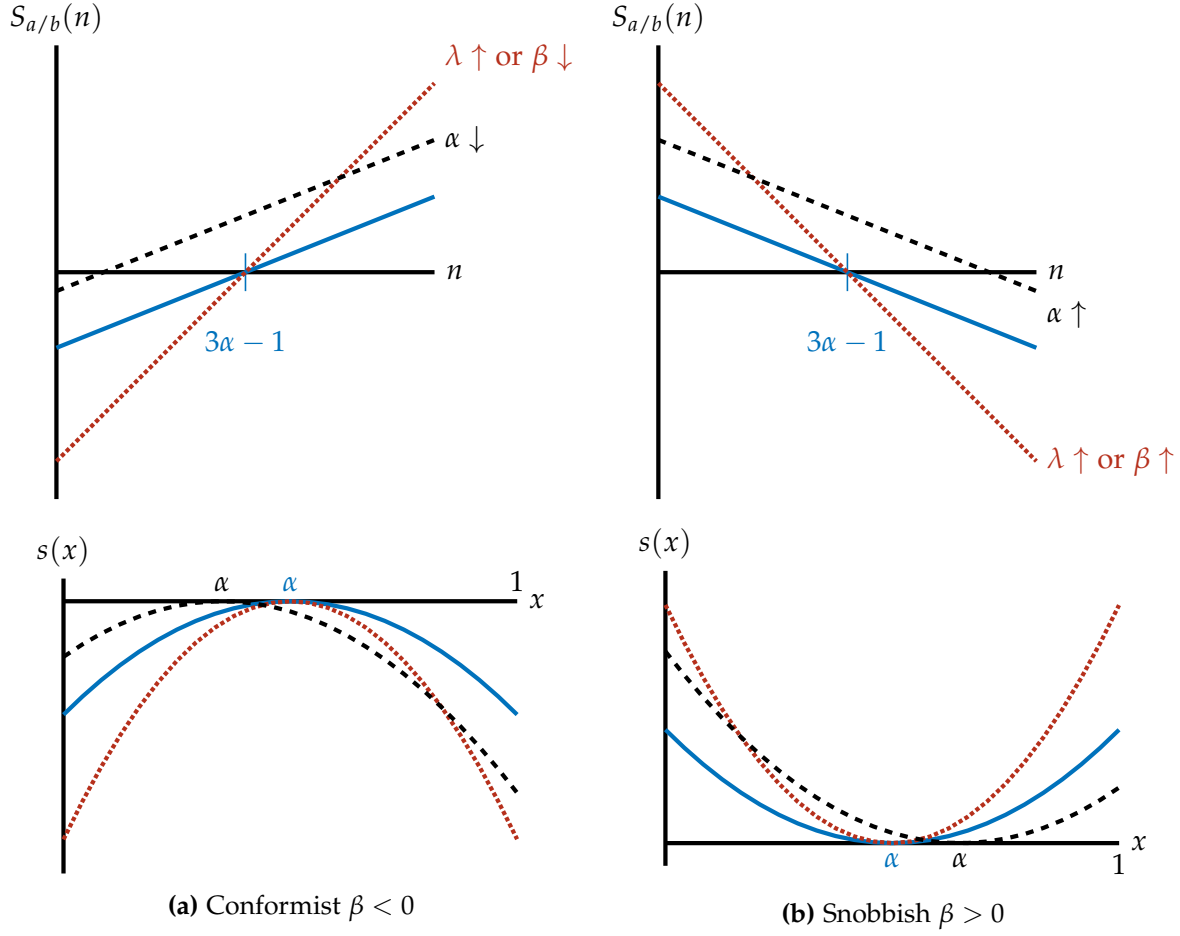 S_{a/b}(n)
λ ↑ or β ↓
α ↓
n
3α − 1
S_{a/b}(n)
n
α ↑
3α − 1
λ ↑ or β ↑
s(x)
α α 1
x
(a) Conformist β < 0
s(x)
x
α α 1
(b) Snobbish β > 0